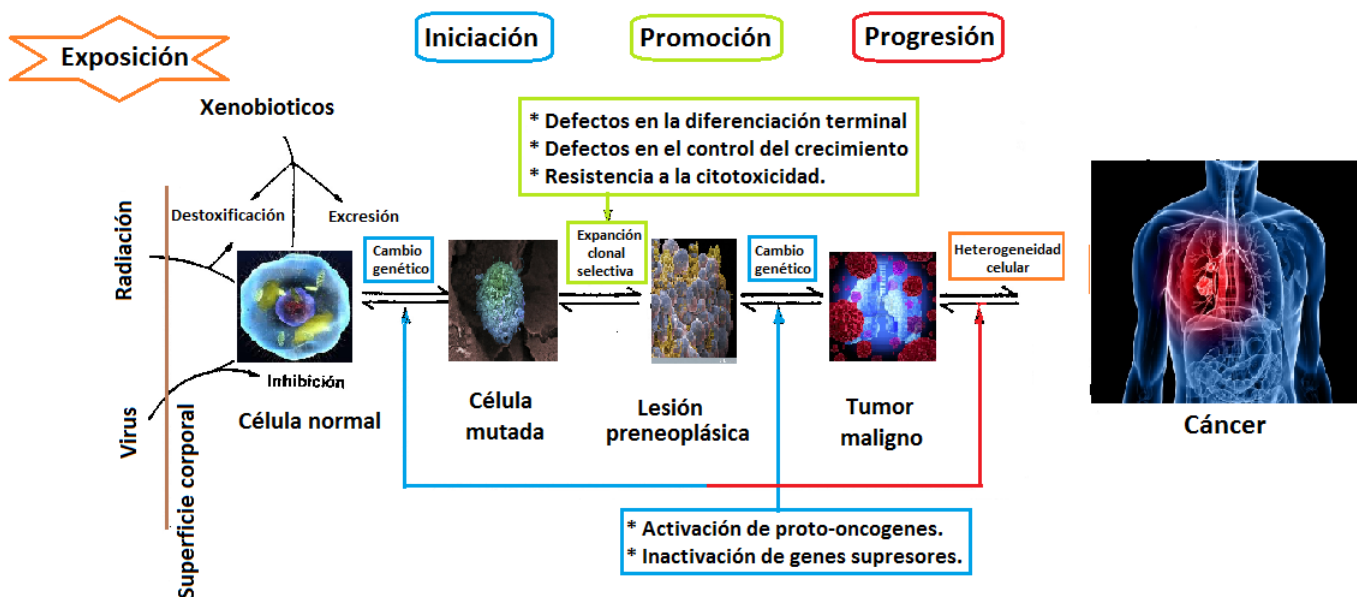 Exposición
Iniciación
Promoción
Progresión
Xenobioticos
* Defectos en la diferenciación terminal
* Defectos en el control del crecimiento
* Resistencia a la citotoxicidad.
Radiación
Destoxificación
Excresión
Cambio
genético
Expanción
clonal
selectiva
Cambio
genético
Heterogeneidad
celular
Virus
Superficie corporal
Inhibición
Célula normal
Célula
mutada
Lesión
preneoplásica
Tumor
maligno
Cáncer
* Activación de proto-oncogenes.
* Inactivación de genes supresores.